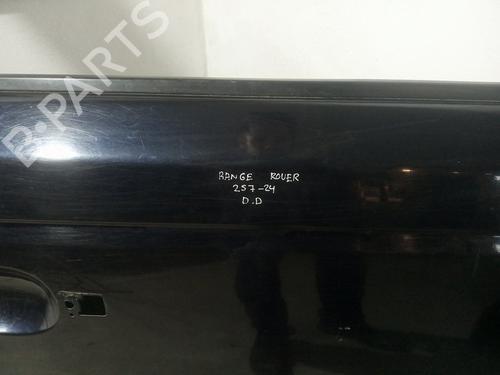 B-PARTS
RANGE ROVER
257-24
D.D